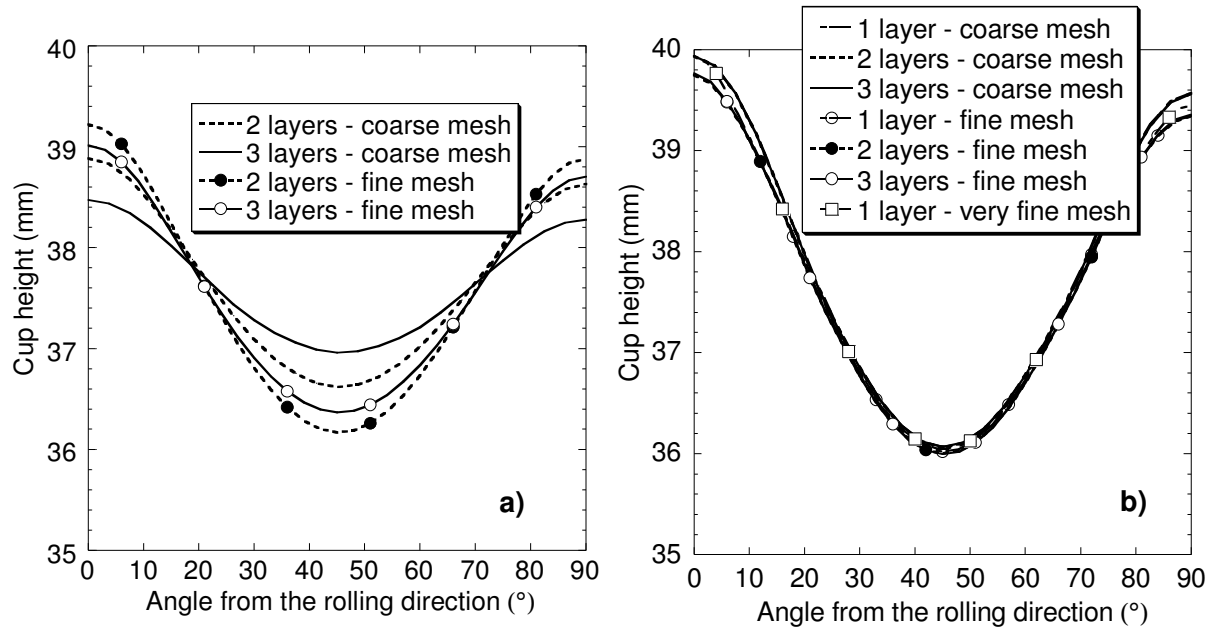 40
39
38
37
36
35
Cup height (mm)
2 layers - coarse mesh
3 layers - coarse mesh
2 layers - fine mesh
3 layers - fine mesh
a)
0 10 20 30 40 50 60 70 80 90
Angle from the rolling direction (°)
40
39
38
37
36
35
Cup height (mm)
1 layer - coarse mesh
2 layers - coarse mesh
3 layers - coarse mesh
1 layer - fine mesh
2 layers - fine mesh
3 layers - fine mesh
1 layer - very fine mesh
b)
0 10 20 30 40 50 60 70 80 90
Angle from the rolling direction (°)